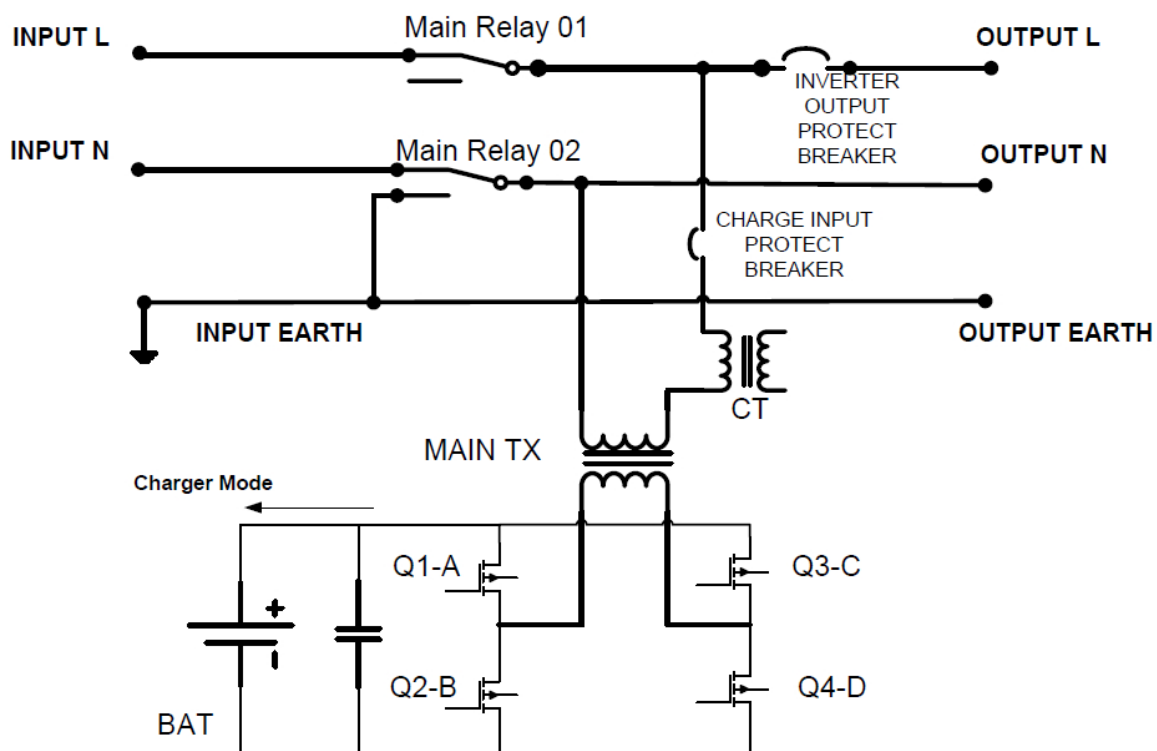 Main Relay 01
INPUT L
OUTPUT L
INVERTER
OUTPUT
PROTECT
BREAKER
Main Relay 02
INPUT N
OUTPUT N
CHARGE INPUT
PROTECT
BREAKER
INPUT EARTH
OUTPUT EARTH
CT
MAIN TX
Charger Mode
Q1-A
Q3-C
+
Q2-B
Q4-D
BAT